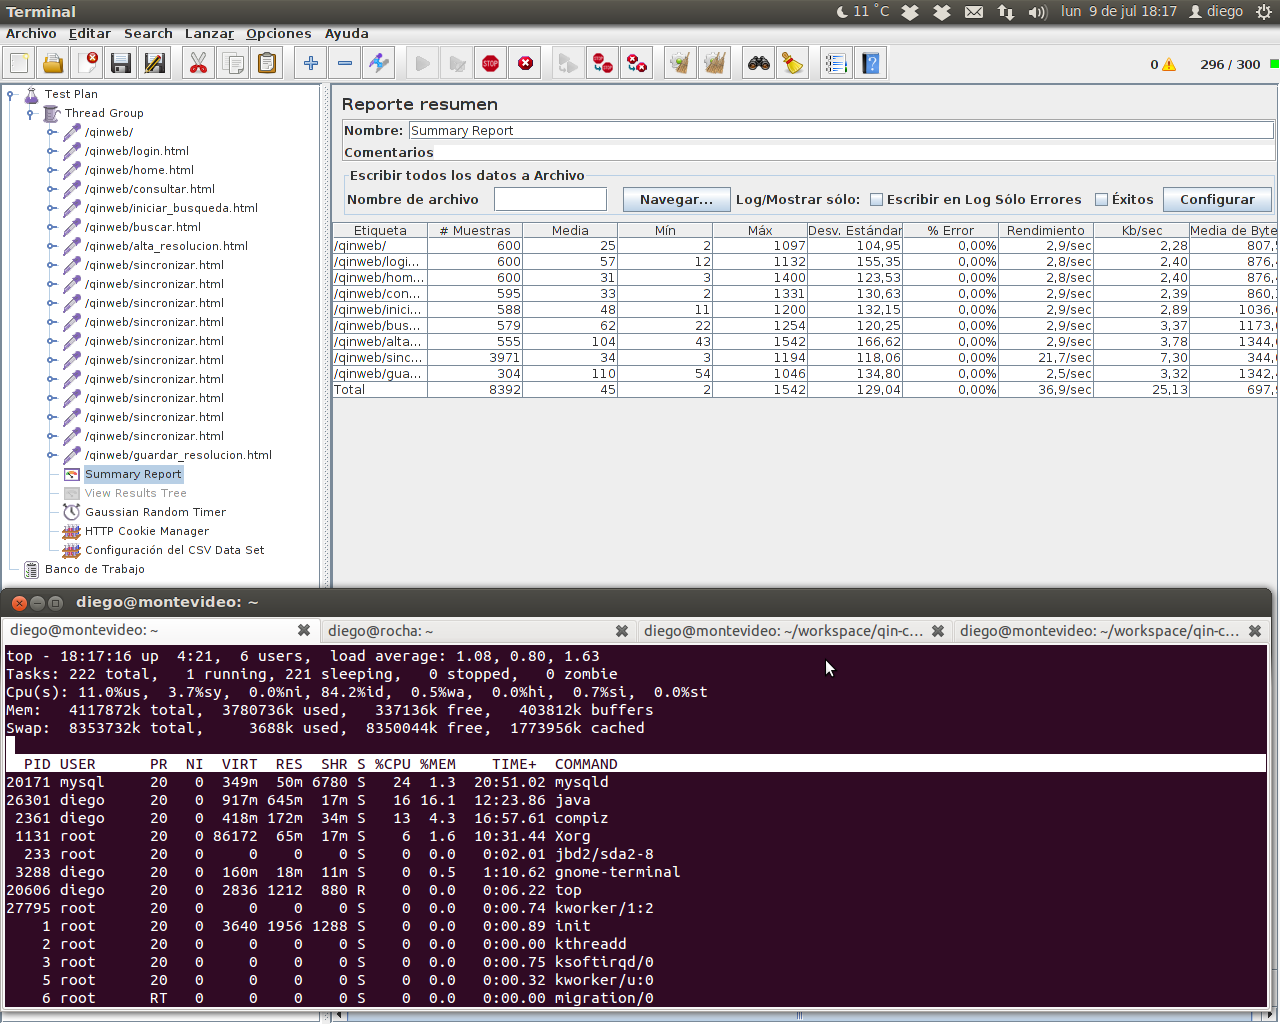 Terminal
11 °C
lun 9 de jul 18:17
diego
Archivo Editar Search Lanzar Opciones Ayuda
0
296 / 300
Test Plan
Thread Group
/qinweb/
/qinweb/login.html
/qinweb/home.html
/qinweb/consultar.html
/qinweb/iniciar_busqueda.html
/qinweb/buscar.html
/qinweb/alta_resolucion.html
/qinweb/sincronizar.html
/qinweb/sincronizar.html
/qinweb/sincronizar.html
/qinweb/sincronizar.html
/qinweb/sincronizar.html
/qinweb/sincronizar.html
/qinweb/sincronizar.html
/qinweb/sincronizar.html
/qinweb/sincronizar.html
/qinweb/sincronizar.html
/qinweb/guardar_resolucion.html
Summary Report
View Results Tree
Gaussian Random Timer
HTTP Cookie Manager
Configuración del CSV Data Set
Banco de Trabajo
Reporte resumen
Nombre: Summary Report
Comentarios
Escribir todos los datos a Archivo
Nombre de archivo Navegar... Log/Mostrar sólo: Escribir en Log Sólo Errores Éxitos Configurar
Etiqueta # Muestras Media Mín Máx Desv. Estándar % Error Rendimiento Kb/sec Media de Byte
/qinweb/ 600 25 2 1097 104,95 0,00% 2,9/sec 2,28 807,
/qinweb/logi... 600 57 12 1132 155,35 0,00% 2,8/sec 2,40 876,
/qinweb/hom... 600 31 3 1400 123,53 0,00% 2,8/sec 2,40 876,
/qinweb/con... 595 33 2 1331 130,63 0,00% 2,9/sec 2,39 860,
/qinweb/inici... 588 48 11 1200 132,15 0,00% 2,9/sec 2,89 1036,
/qinweb/bus... 579 62 22 1254 120,25 0,00% 2,9/sec 3,37 1173,
/qinweb/alta... 555 104 43 1542 166,62 0,00% 2,9/sec 3,78 1344,
/qinweb/sinc... 3971 34 3 1194 118,06 0,00% 21,7/sec 7,30 344,
/qinweb/gua... 304 110 54 1046 134,80 0,00% 2,5/sec 3,32 1342,
Total 8392 45 2 1542 129,04 0,00% 36,9/sec 25,13 697,
diego@montevideo: ~
diego@montevideo: ~ diego@rocha: ~ diego@montevideo: ~/workspace/qin-c... diego@montevideo: ~/workspace/qin-c...
top - 18:17:16 up 4:21, 6 users, load average: 1.08, 0.80, 1.63
Tasks: 222 total, 1 running, 221 sleeping, 0 stopped, 0 zombie
Cpu(s): 11.0%us, 3.7%sy, 0.0%ni, 84.2%id, 0.5%wa, 0.0%hi, 0.7%si, 0.0%st
Mem: 4117872k total, 3780736k used, 337136k free, 403812k buffers
Swap: 8353732k total, 3688k used, 8350044k free, 1773956k cached
PID USER PR NI VIRT RES SHR S %CPU %MEM TIME+ COMMAND
20171 mysql 20 0 349m 50m 6780 S 24 1.3 20:51.02 mysqld
26301 diego 20 0 917m 645m 17m S 16 16.1 12:23.86 java
2361 diego 20 0 418m 172m 34m S 13 4.3 16:57.61 compiz
1131 root 20 0 86172 65m 17m S 6 1.6 10:31.44 Xorg
233 root 20 0 0 0 0 S 0 0.0 0:02.01 jbd2/sda2-8
3288 diego 20 0 160m 18m 11m S 0 0.5 1:10.62 gnome-terminal
20606 diego 20 0 2836 1212 880 R 0 0.0 0:06.22 top
27795 root 20 0 0 0 0 S 0 0.0 0:00.74 kworker/1:2
1 root 20 0 3640 1956 1288 S 0 0.0 0:00.89 init
2 root 20 0 0 0 0 S 0 0.0 0:00.00 kthreadd
3 root 20 0 0 0 0 S 0 0.0 0:00.75 ksoftirqd/0
5 root 20 0 0 0 0 S 0 0.0 0:00.32 kworker/u:0
6 root RT 0 0 0 0 S 0 0.0 0:00.00 migration/0